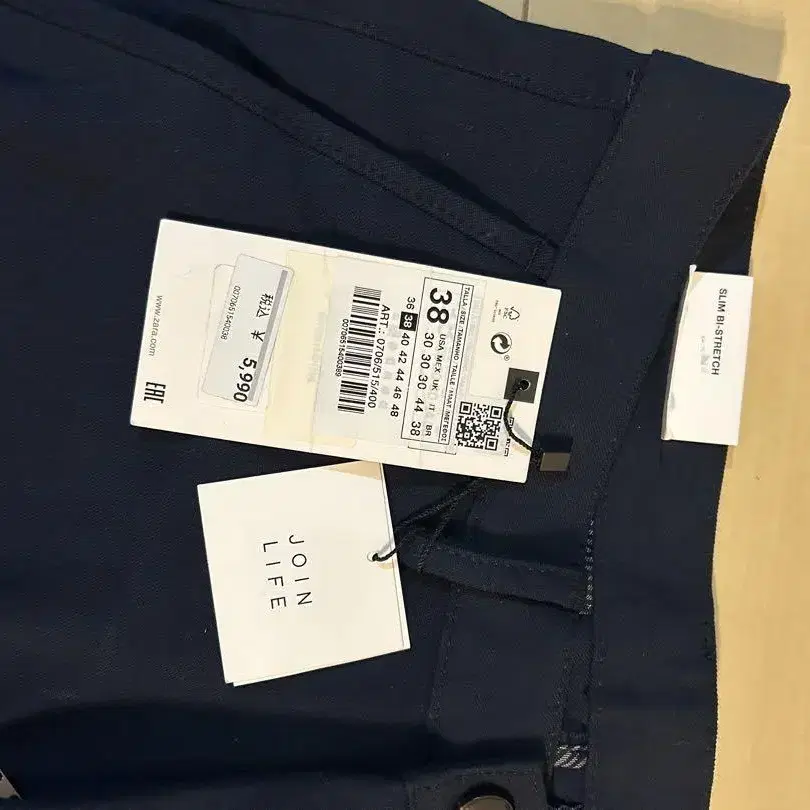 TALLA/SIZE/TAMANHO/TAILLE/MAAT/ΜΕΓΕΘΟΣ
38
USA MEX UK IT BR
30 30 30 44 38
36 38 40 42 44 46 48
ART.: 0706/515/400
税込 ¥ 5,990
www.zara.com
EAC
JOIN
LIFE
SLIM BI-STRETCH